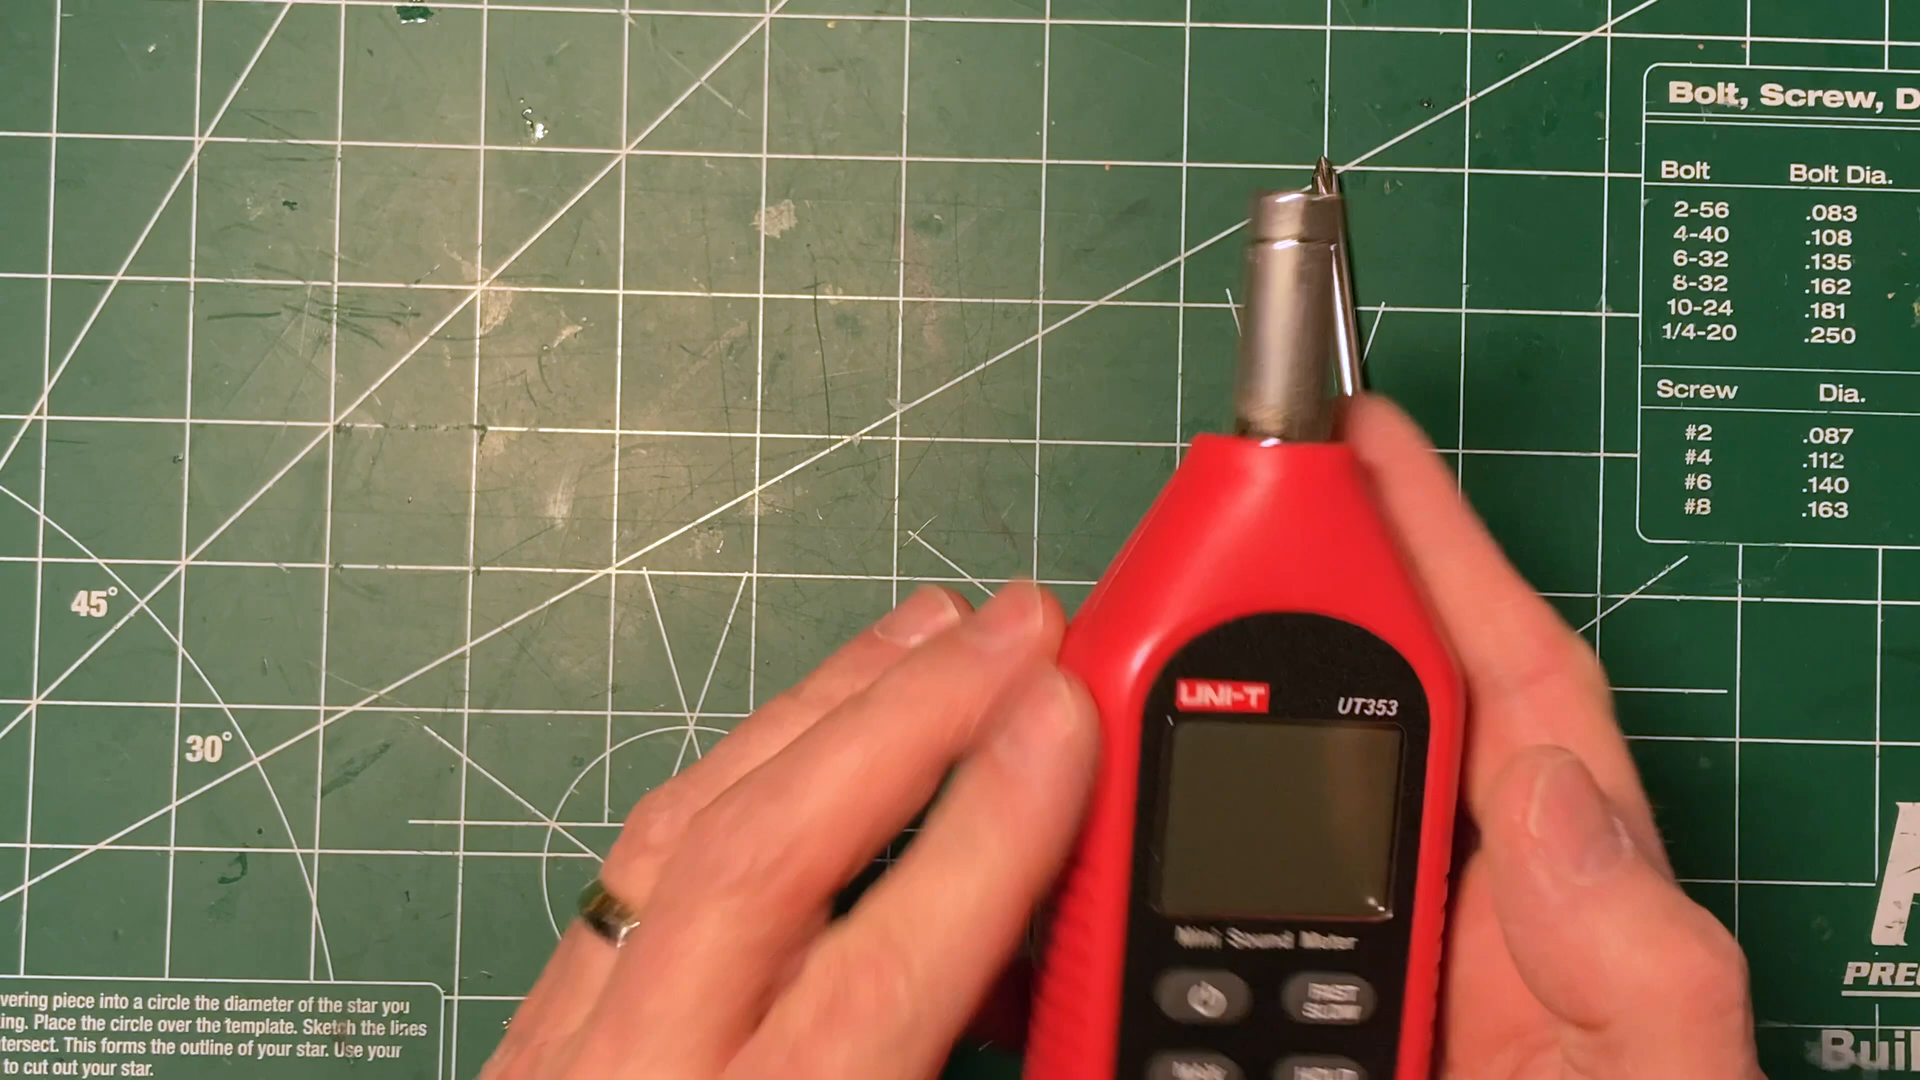 Bolt, Screw, D
Bolt Bolt Dia.
2-56 .083
4-40 .108
6-32 .135
8-32 .162
10-24 .181
1/4-20 .250
Screw Dia.
#2 .087
#4 .112
#6 .140
#8 .163
45°
30°
UNI-T UT353
Mini Sound Meter
FAST
SLOW
PRE
Buil
vering piece into a circle the diameter of the star you
ing. Place the circle over the template. Sketch the lines
tersect. This forms the outline of your star. Use your
to cut out your star.